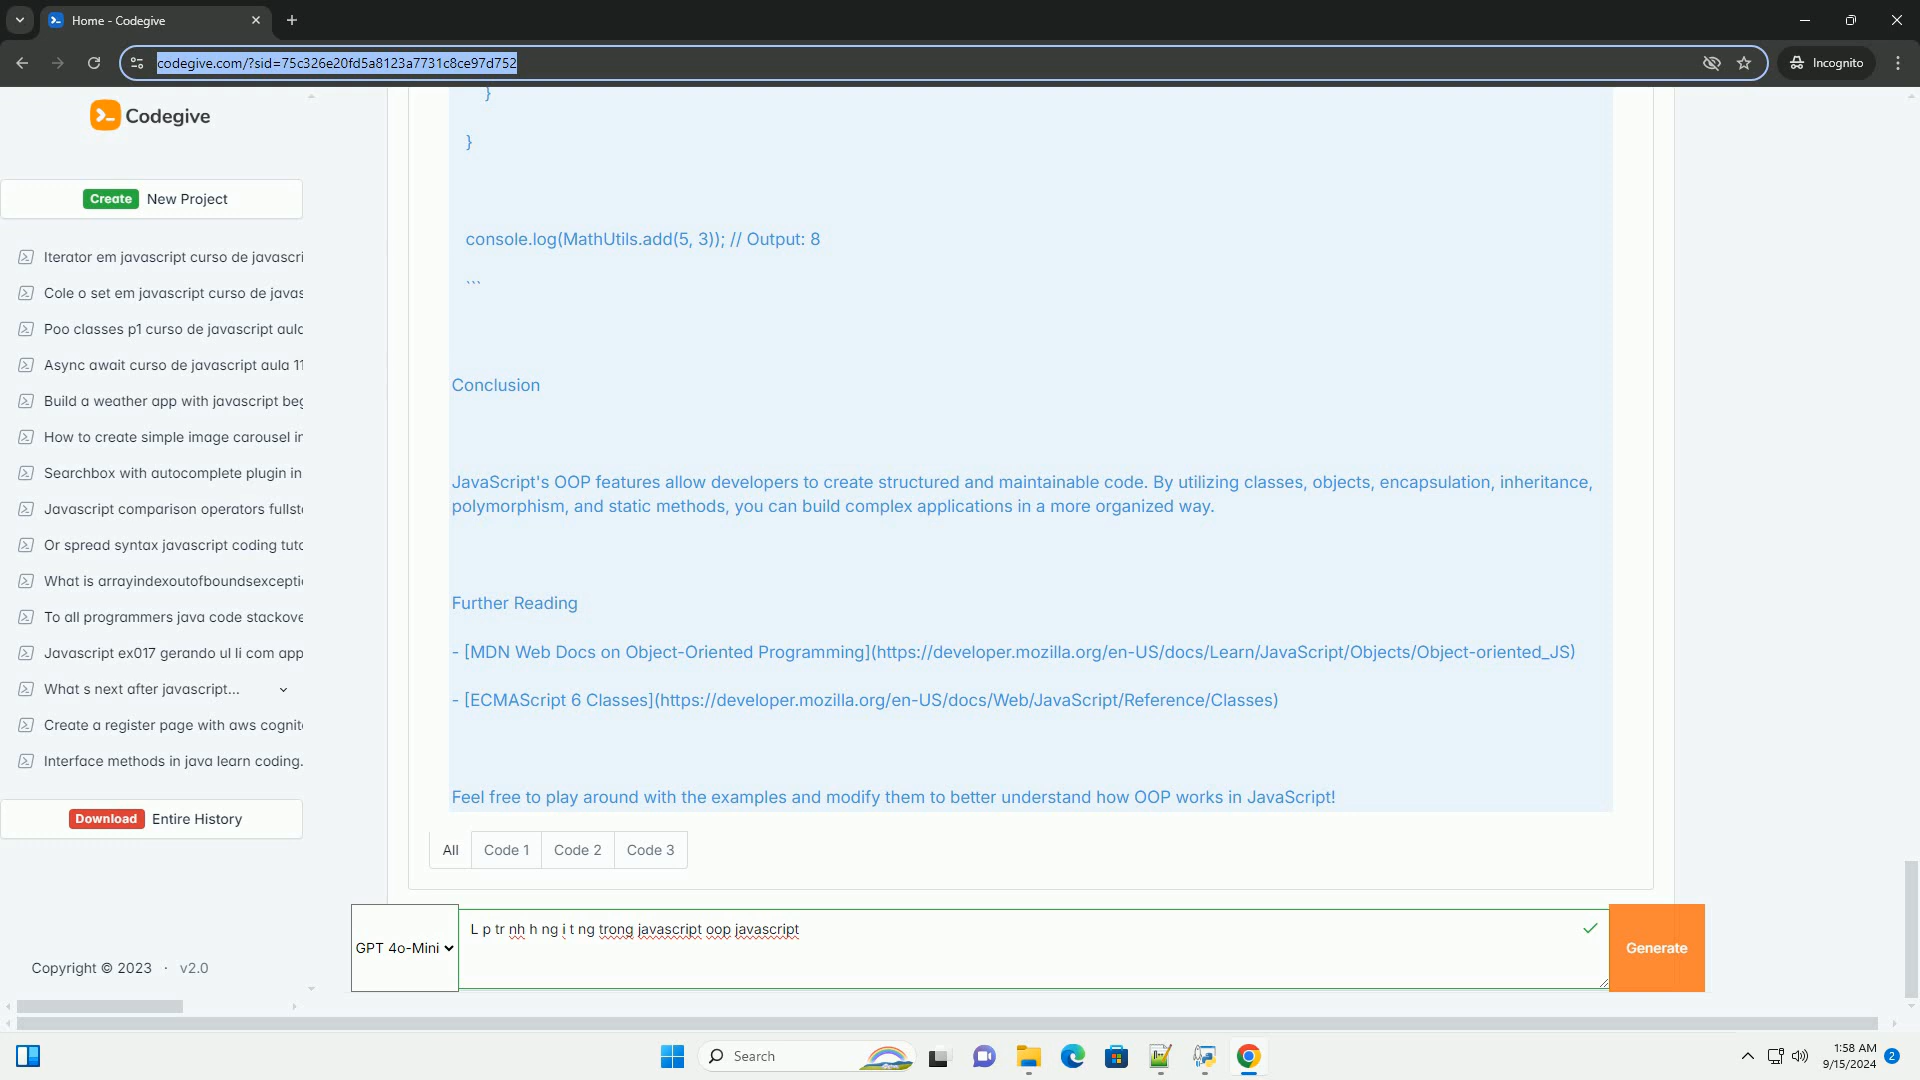 Home - Codegive
codegive.com/?sid=75c326e20fd5a8123a7731c8ce97d752
Incognito
Codegive
Create New Project
Iterator em javascript curso de javascri
Cole o set em javascript curso de javas
Poo classes p1 curso de javascript aula
Async await curso de javascript aula 11
Build a weather app with javascript beg
How to create simple image carousel in
Searchbox with autocomplete plugin in
Javascript comparison operators fullsta
Or spread syntax javascript coding tuto
What is arrayindexoutofboundsexceptio
To all programmers java code stackove
Javascript ex017 gerando ul li com app
What s next after javascript...
Create a register page with aws cognito
Interface methods in java learn coding.
Download Entire History
Copyright © 2023 · v2.0
}
}
console.log(MathUtils.add(5, 3)); // Output: 8
```
Conclusion
JavaScript's OOP features allow developers to create structured and maintainable code. By utilizing classes, objects, encapsulation, inheritance,
polymorphism, and static methods, you can build complex applications in a more organized way.
Further Reading
- [MDN Web Docs on Object-Oriented Programming](https://developer.mozilla.org/en-US/docs/Learn/JavaScript/Objects/Object-oriented_JS)
- [ECMAScript 6 Classes](https://developer.mozilla.org/en-US/docs/Web/JavaScript/Reference/Classes)
Feel free to play around with the examples and modify them to better understand how OOP works in JavaScript!
All Code 1 Code 2 Code 3
GPT 4o-Mini
L p tr nh h ng i t ng trong javascript oop javascript
Generate
Search
1:58 AM
9/15/2024
2